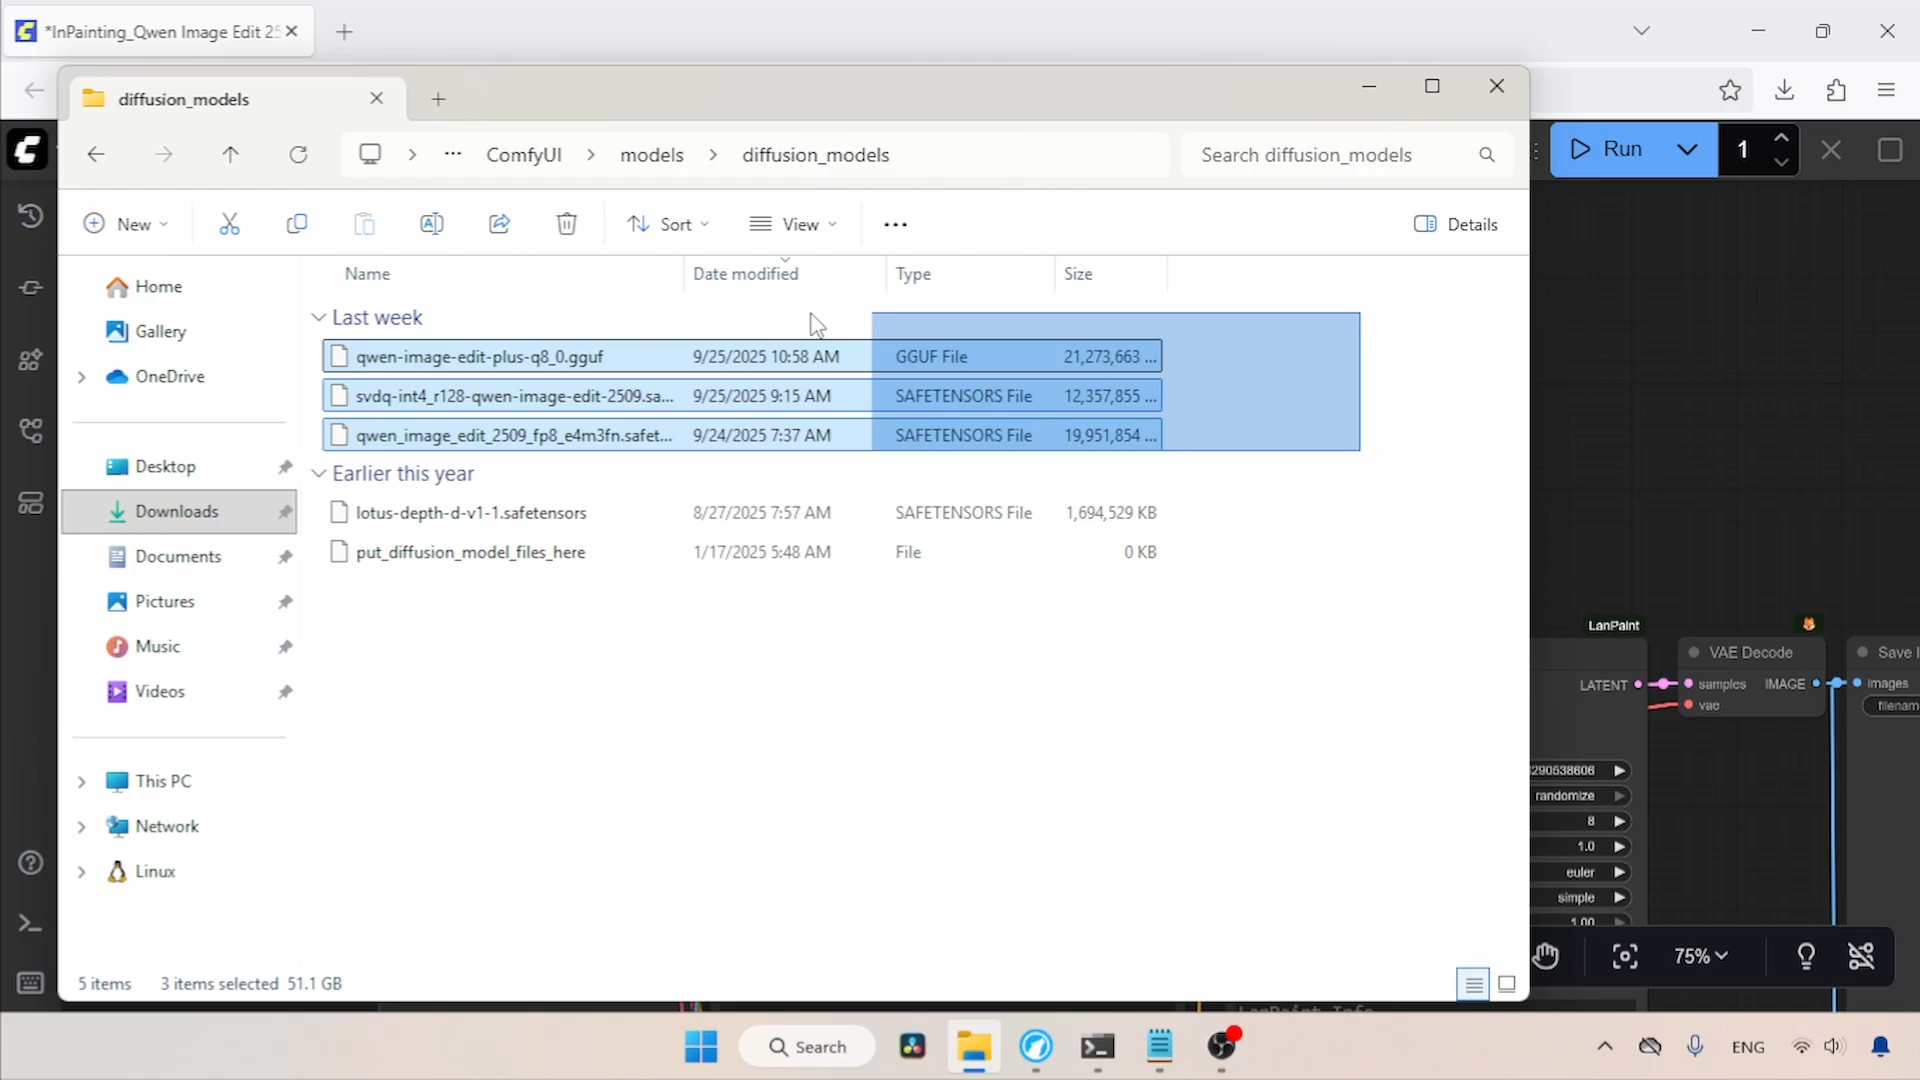 *InPainting_Qwen Image Edit 25
diffusion_models
ComfyUI
models
diffusion_models
Search diffusion_models
Run
1
New
Sort
View
Details
Name
Date modified
Type
Size
Last week
qwen-image-edit-plus-q8_0.gguf
9/25/2025 10:58 AM
GGUF File
21,273,663 ...
svdq-int4_r128-qwen-image-edit-2509.sa...
9/25/2025 9:15 AM
SAFETENSORS File
12,357,855 ...
qwen_image_edit_2509_fp8_e4m3fn.safet...
9/24/2025 7:37 AM
SAFETENSORS File
19,951,854 ...
Earlier this year
lotus-depth-d-v1-1.safetensors
8/27/2025 7:57 AM
SAFETENSORS File
1,694,529 KB
put_diffusion_model_files_here
1/17/2025 5:48 AM
File
0 KB
Home
Gallery
OneDrive
Desktop
Downloads
Documents
Pictures
Music
Videos
This PC
Network
Linux
5 items
3 items selected 51.1 GB
LanPaint
VAE Decode
Save I
LATENT
samples
IMAGE
images
vae
filenam
290538606
randomize
8
1.0
euler
simple
1.00
75%
Search
ENG